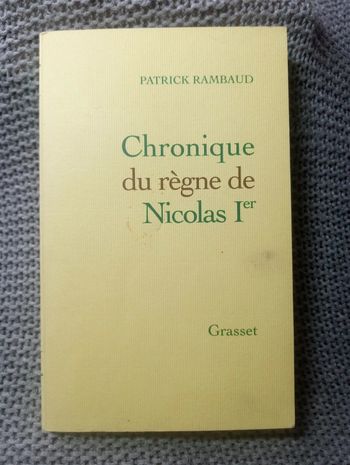 PATRICK RAMBAUD
Chronique
du règne de
Nicolas Ier
Grasset